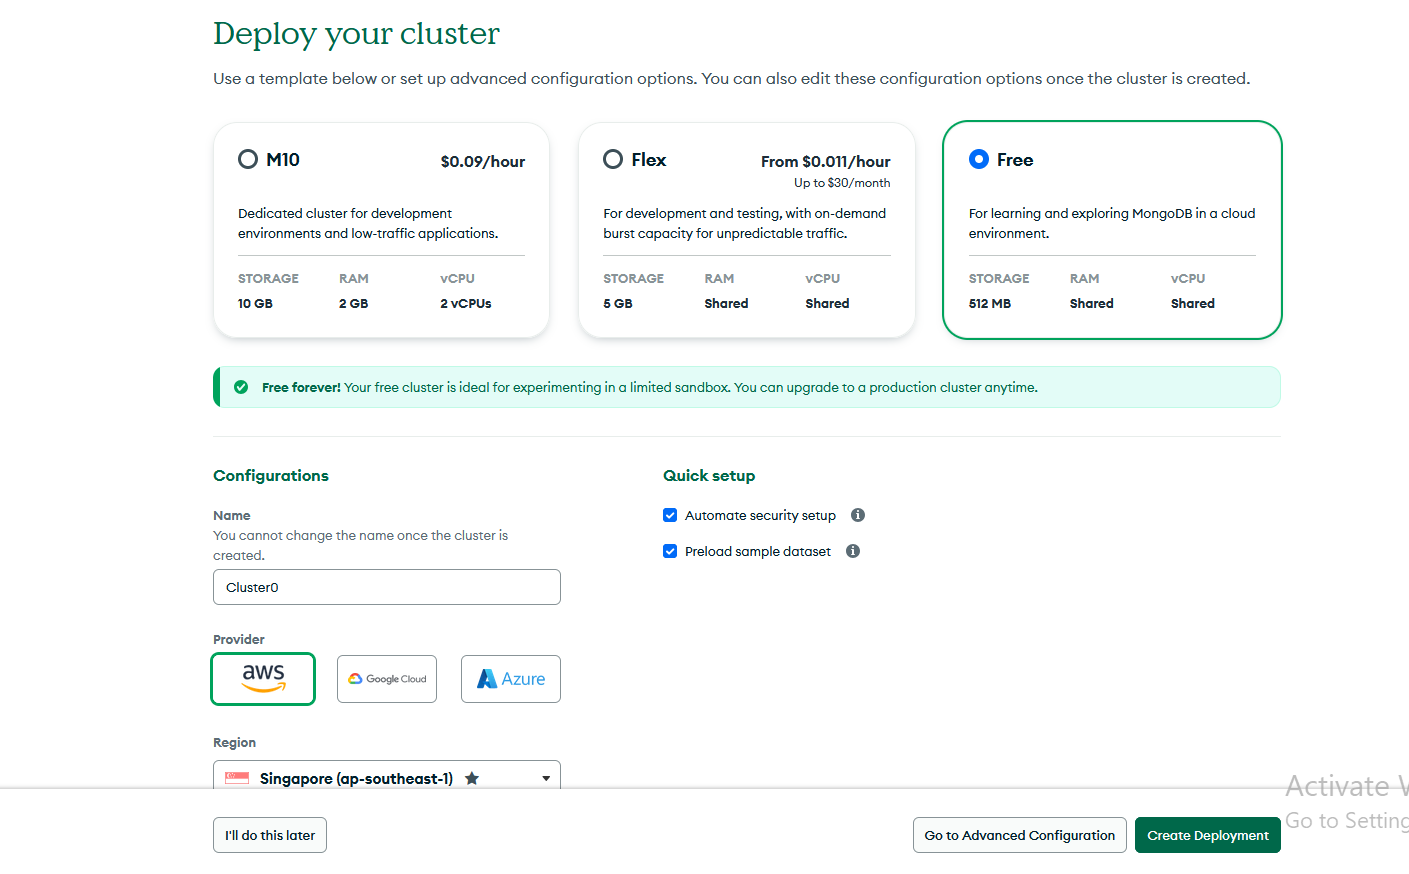 Deploy your cluster
Use a template below or set up advanced configuration options. You can also edit these configuration options once the cluster is created.
M10
$0.09/hour
Dedicated cluster for development
environments and low-traffic applications.
STORAGE RAM vCPU
10 GB 2 GB 2 vCPUs
Flex
From $0.011/hour
Up to $30/month
For development and testing, with on-demand
burst capacity for unpredictable traffic.
STORAGE RAM vCPU
5 GB Shared Shared
Free
For learning and exploring MongoDB in a cloud
environment.
STORAGE RAM vCPU
512 MB Shared Shared
Free forever! Your free cluster is ideal for experimenting in a limited sandbox. You can upgrade to a production cluster anytime.
Configurations
Name
You cannot change the name once the cluster is
created.
Cluster0
Provider
aws Google Cloud Azure
Region
Singapore (ap-southeast-1)
Quick setup
Automate security setup
Preload sample dataset
I'll do this later
Go to Advanced Configuration
Create Deployment
Activate
Go to Setting